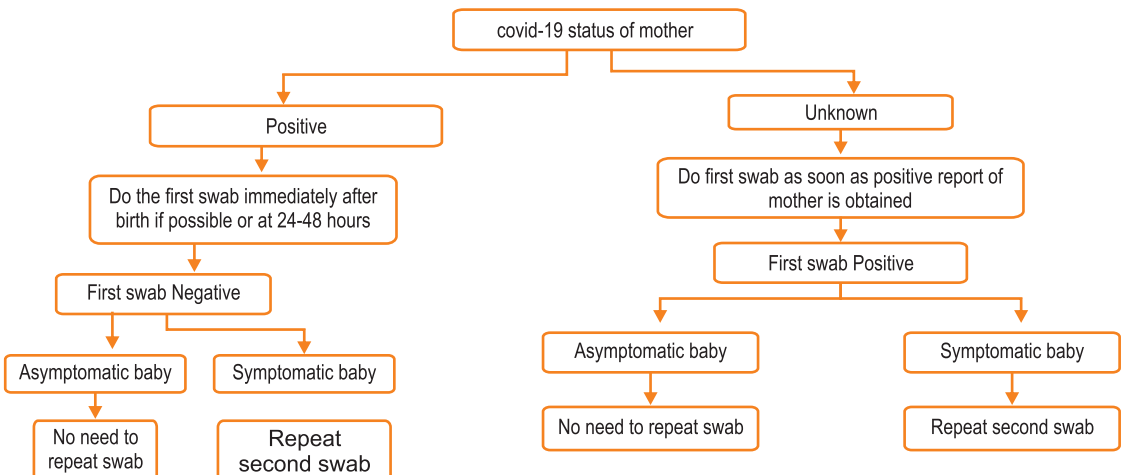 covid-19 status of mother
Positive
Unknown
Do the first swab immediately after
birth if possible or at 24-48 hours
Do first swab as soon as positive report of
mother is obtained
First swab Negative
First swab Positive
Asymptomatic baby
Symptomatic baby
Asymptomatic baby
Symptomatic baby
No need to
repeat swab
Repeat
second swab
No need to repeat swab
Repeat second swab